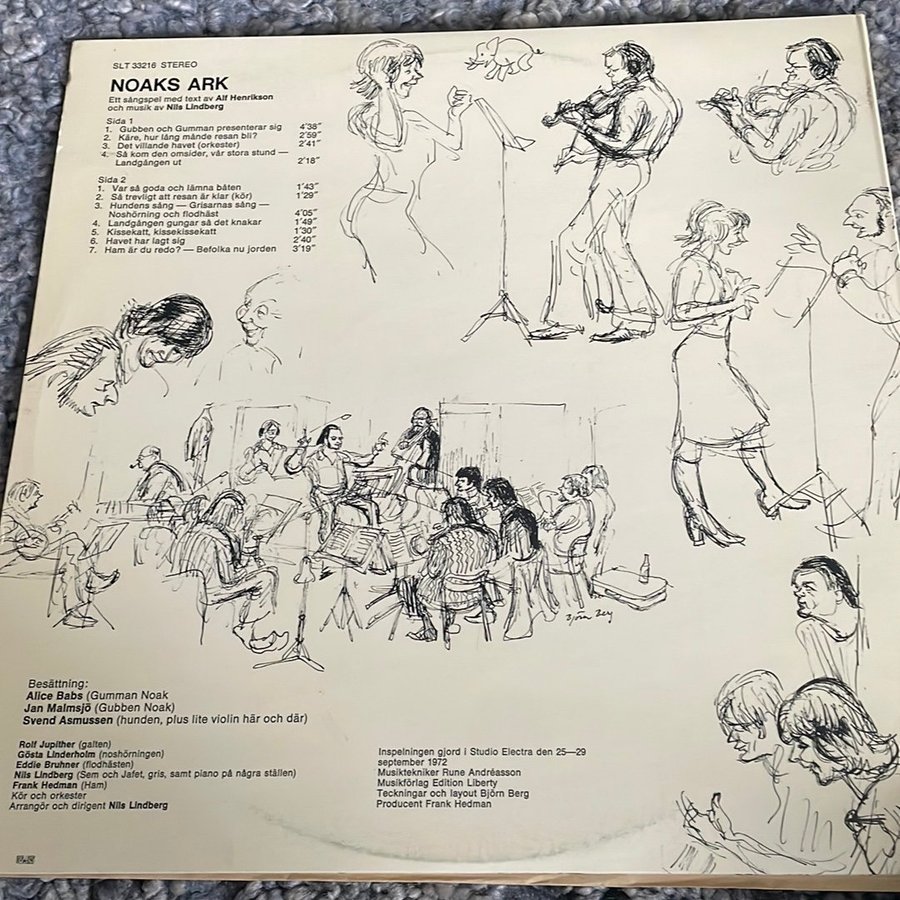 SLT 33216 STEREO
NOAKS ARK
Ett sångspel med text av Alf Henrikson
och musik av Nils Lindberg
Sida 1
1. Gubben och Gumman presenterar sig 4'38"
2. Käre, hur lång månde resan bli? 2'59"
3. Det villande havet (orkester) 2'41"
4. Så kom den omsider, vår stora stund —
Landgången ut 2'18"
Sida 2
1. Var så goda och lämna båten 1'43"
2. Så trevligt att resan är klar (kör) 1'29"
3. Hundens sång — Grisarnas sång —
Noshörning och flodhäst 4'05"
4. Landgången gungar så det knakar 1'49"
5. Kissekatt, kissekissekatt 1'30"
6. Havet har lagt sig 2'40"
7. Ham är du redo? — Befolka nu jorden 3'19"
Björn Berg
Besättning:
Alice Babs (Gumman Noak
Jan Malmsjö (Gubben Noak)
Svend Asmussen (hunden, plus lite violin här och där)
Rolf Jupither (galten)
Gösta Linderholm (noshörningen)
Eddie Bruhner (flodhästen)
Nils Lindberg (Sem och Jafet, gris, samt piano på några ställen)
Frank Hedman (Ham)
Kör och orkester
Arrangör och dirigent Nils Lindberg
Inspelningen gjord i Studio Electra den 25—29
september 1972
Musiktekniker Rune Andréasson
Musikförlag Edition Liberty
Teckningar och layout Björn Berg
Producent Frank Hedman